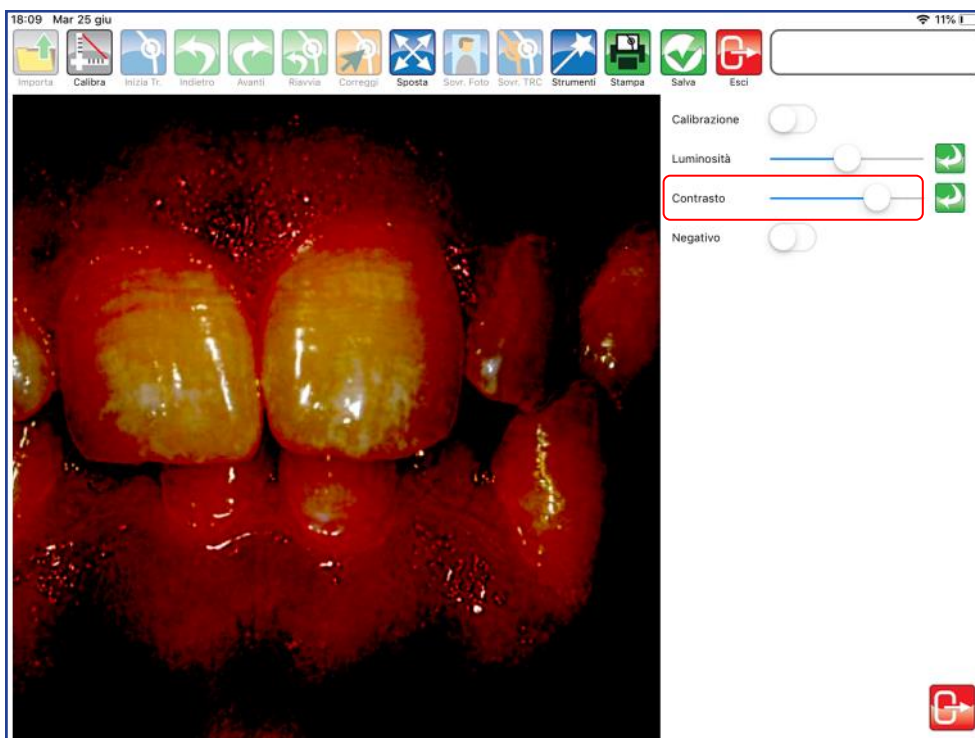 18:09 Mar 25 giu 11%
Importa Calibra Inizia Tr. Indietro Avanti Riavvia Correggi Sposta Sovr. Foto Sovr. TRC Strumenti Stampa Salva Esci
Calibrazione
Luminosità
Contrasto
Negativo